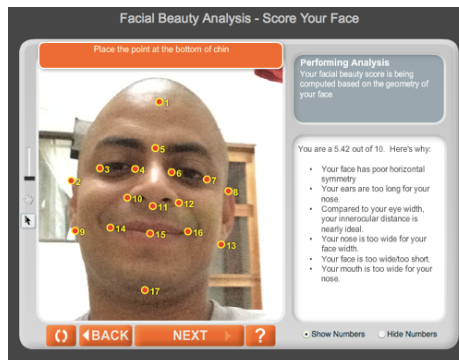 Facial Beauty Analysis - Score Your Face
Place the point at the bottom of chin
1
2
3
4
5
6
7
8
9
10
11
12
13
14
15
16
17
Performing Analysis
Your facial beauty score is being
computed based on the geometry of
your face.
You are a 5.42 out of 10. Here's why:
• Your face has poor horizontal
symmetry
• Your ears are too long for your
nose.
• Compared to your eye width,
your innerocular distance is
nearly ideal.
• Your nose is too wide for your
face width.
• Your face is too wide/too short.
• Your mouth is too wide for your
nose.
BACK
NEXT
?
Show Numbers
Hide Numbers